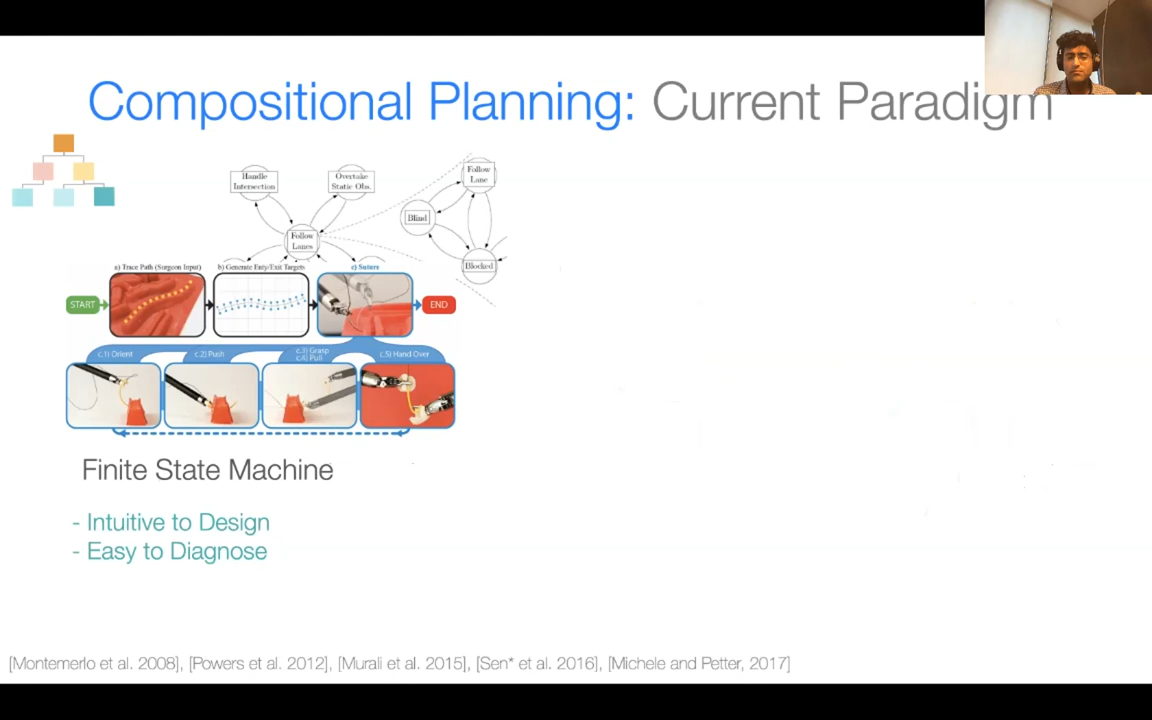 Compositional Planning: Current Paradigm
Handle
Intersection
Overtake
Static Obs.
Follow
Lanes
Follow
Lane
Blind
Blocked
a) Trace Path (Surgeon Input)
b) Generate Enty/Exit Targets
c) Suture
START
END
c.1) Orient
c.2) Push
c.3) Grasp
c.4) Pull
c.5) Hand Over
Finite State Machine
- Intuitive to Design
- Easy to Diagnose
[Montemerlo et al. 2008], [Powers et al. 2012], [Murali et al. 2015], [Sen* et al. 2016], [Michele and Petter, 2017]